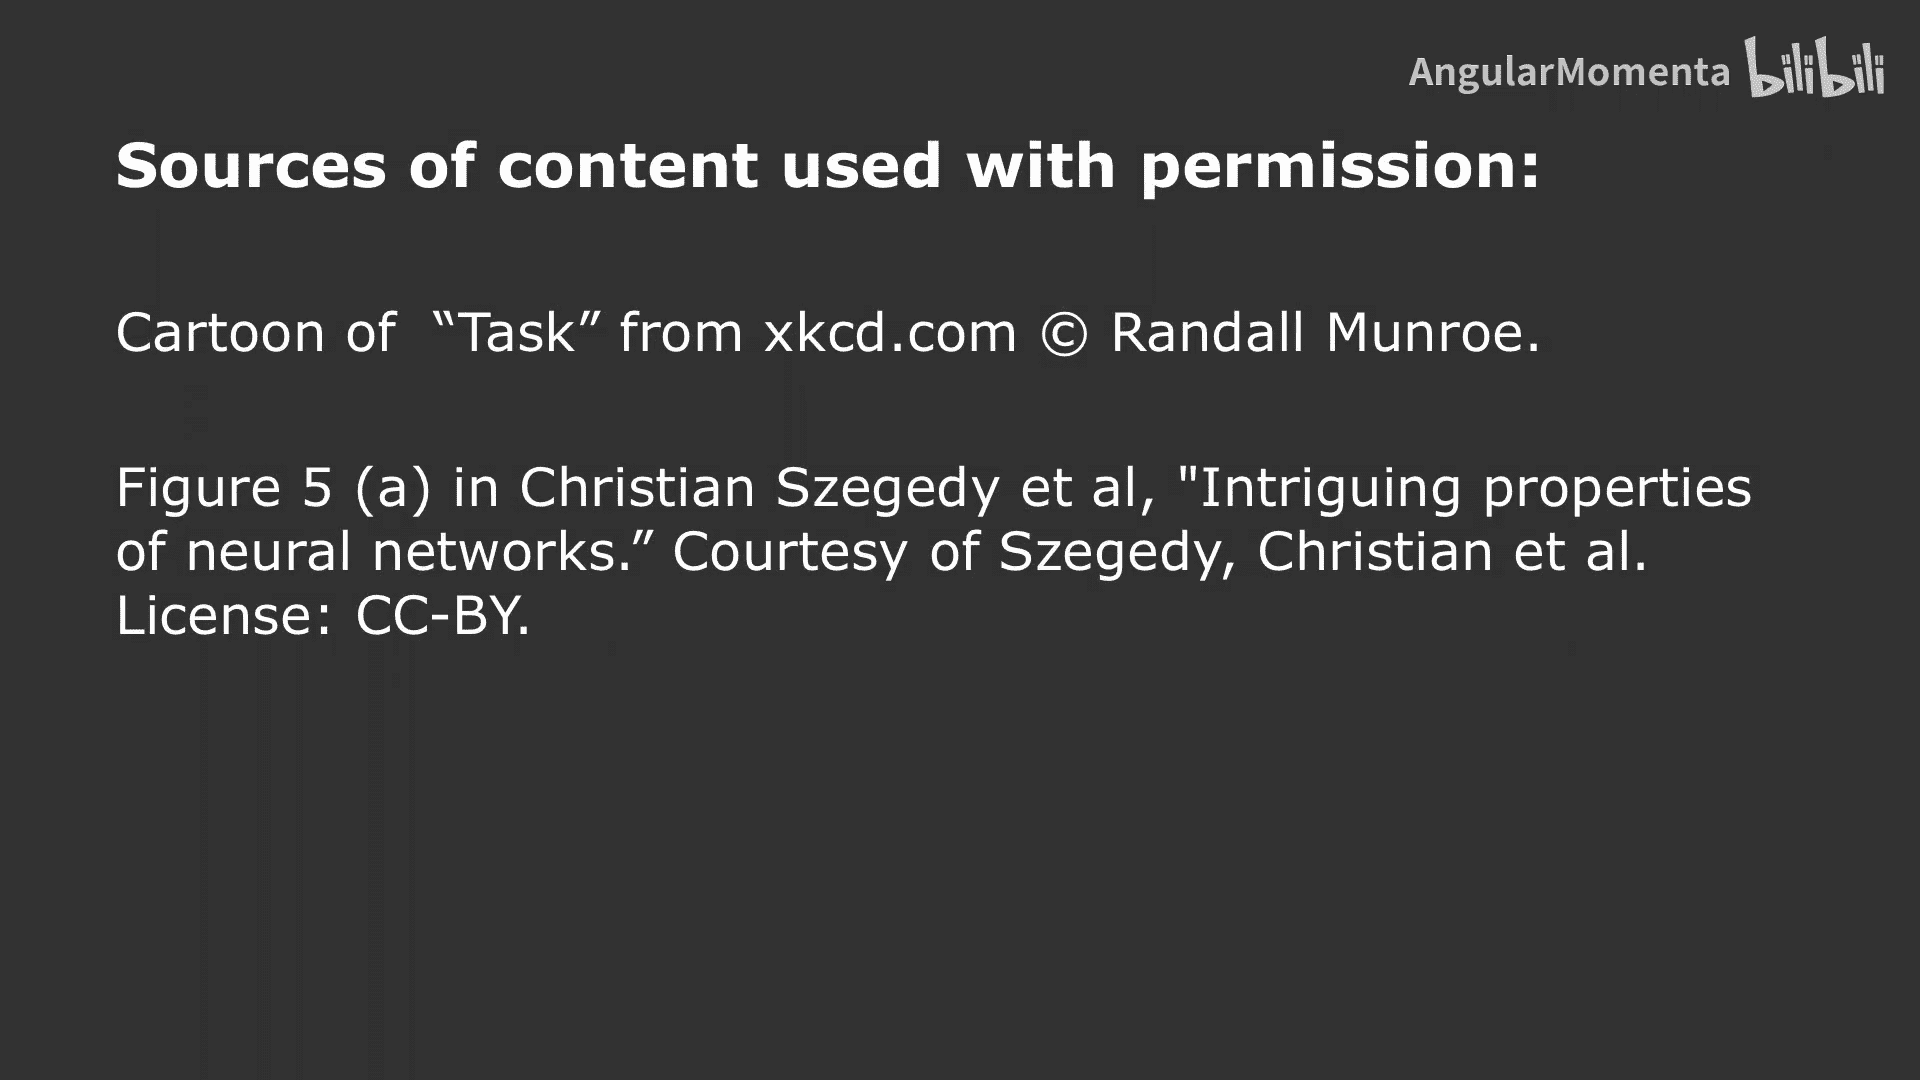 AngularMomenta bilibili
Sources of content used with permission:
Cartoon of  “Task” from xkcd.com © Randall Munroe.
Figure 5 (a) in Christian Szegedy et al, "Intriguing properties
of neural networks.” Courtesy of Szegedy, Christian et al.
License: CC-BY.